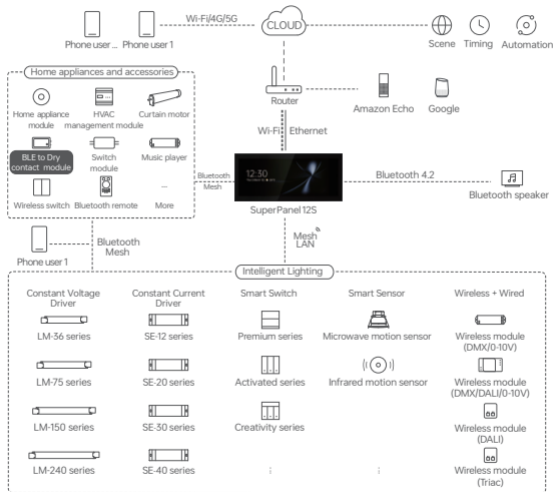 Wi-Fi/4G/5G
CLOUD
Phone user ... Phone user 1
Scene Timing Automation
Home appliances and accessories
Home appliance
module
HVAC
management module
Curtain motor
BLE to Dry
contact module
Switch
module
Music player
Wireless switch Bluetooth remote More
Router
Amazon Echo Google
Wi-Fi Ethernet
Bluetooth
Mesh
12:30
Bluetooth 4.2
Bluetooth speaker
SuperPanel 12S
Mesh
LAN
Phone user 1
Bluetooth
Mesh
Intelligent Lighting
Constant Voltage
Driver
LM-36 series
LM-75 series
LM-150 series
LM-240 series
Constant Current
Driver
SE-12 series
SE-20 series
SE-30 series
SE-40 series
Smart Switch
Premium series
Activated series
Creativity series
Smart Sensor
Microwave motion sensor
Infrared motion sensor
Wireless + Wired
Wireless module
(DMX/0-10V)
Wireless module
(DMX/DALI/0-10V)
Wireless module
(DALI)
Wireless module
(Triac)